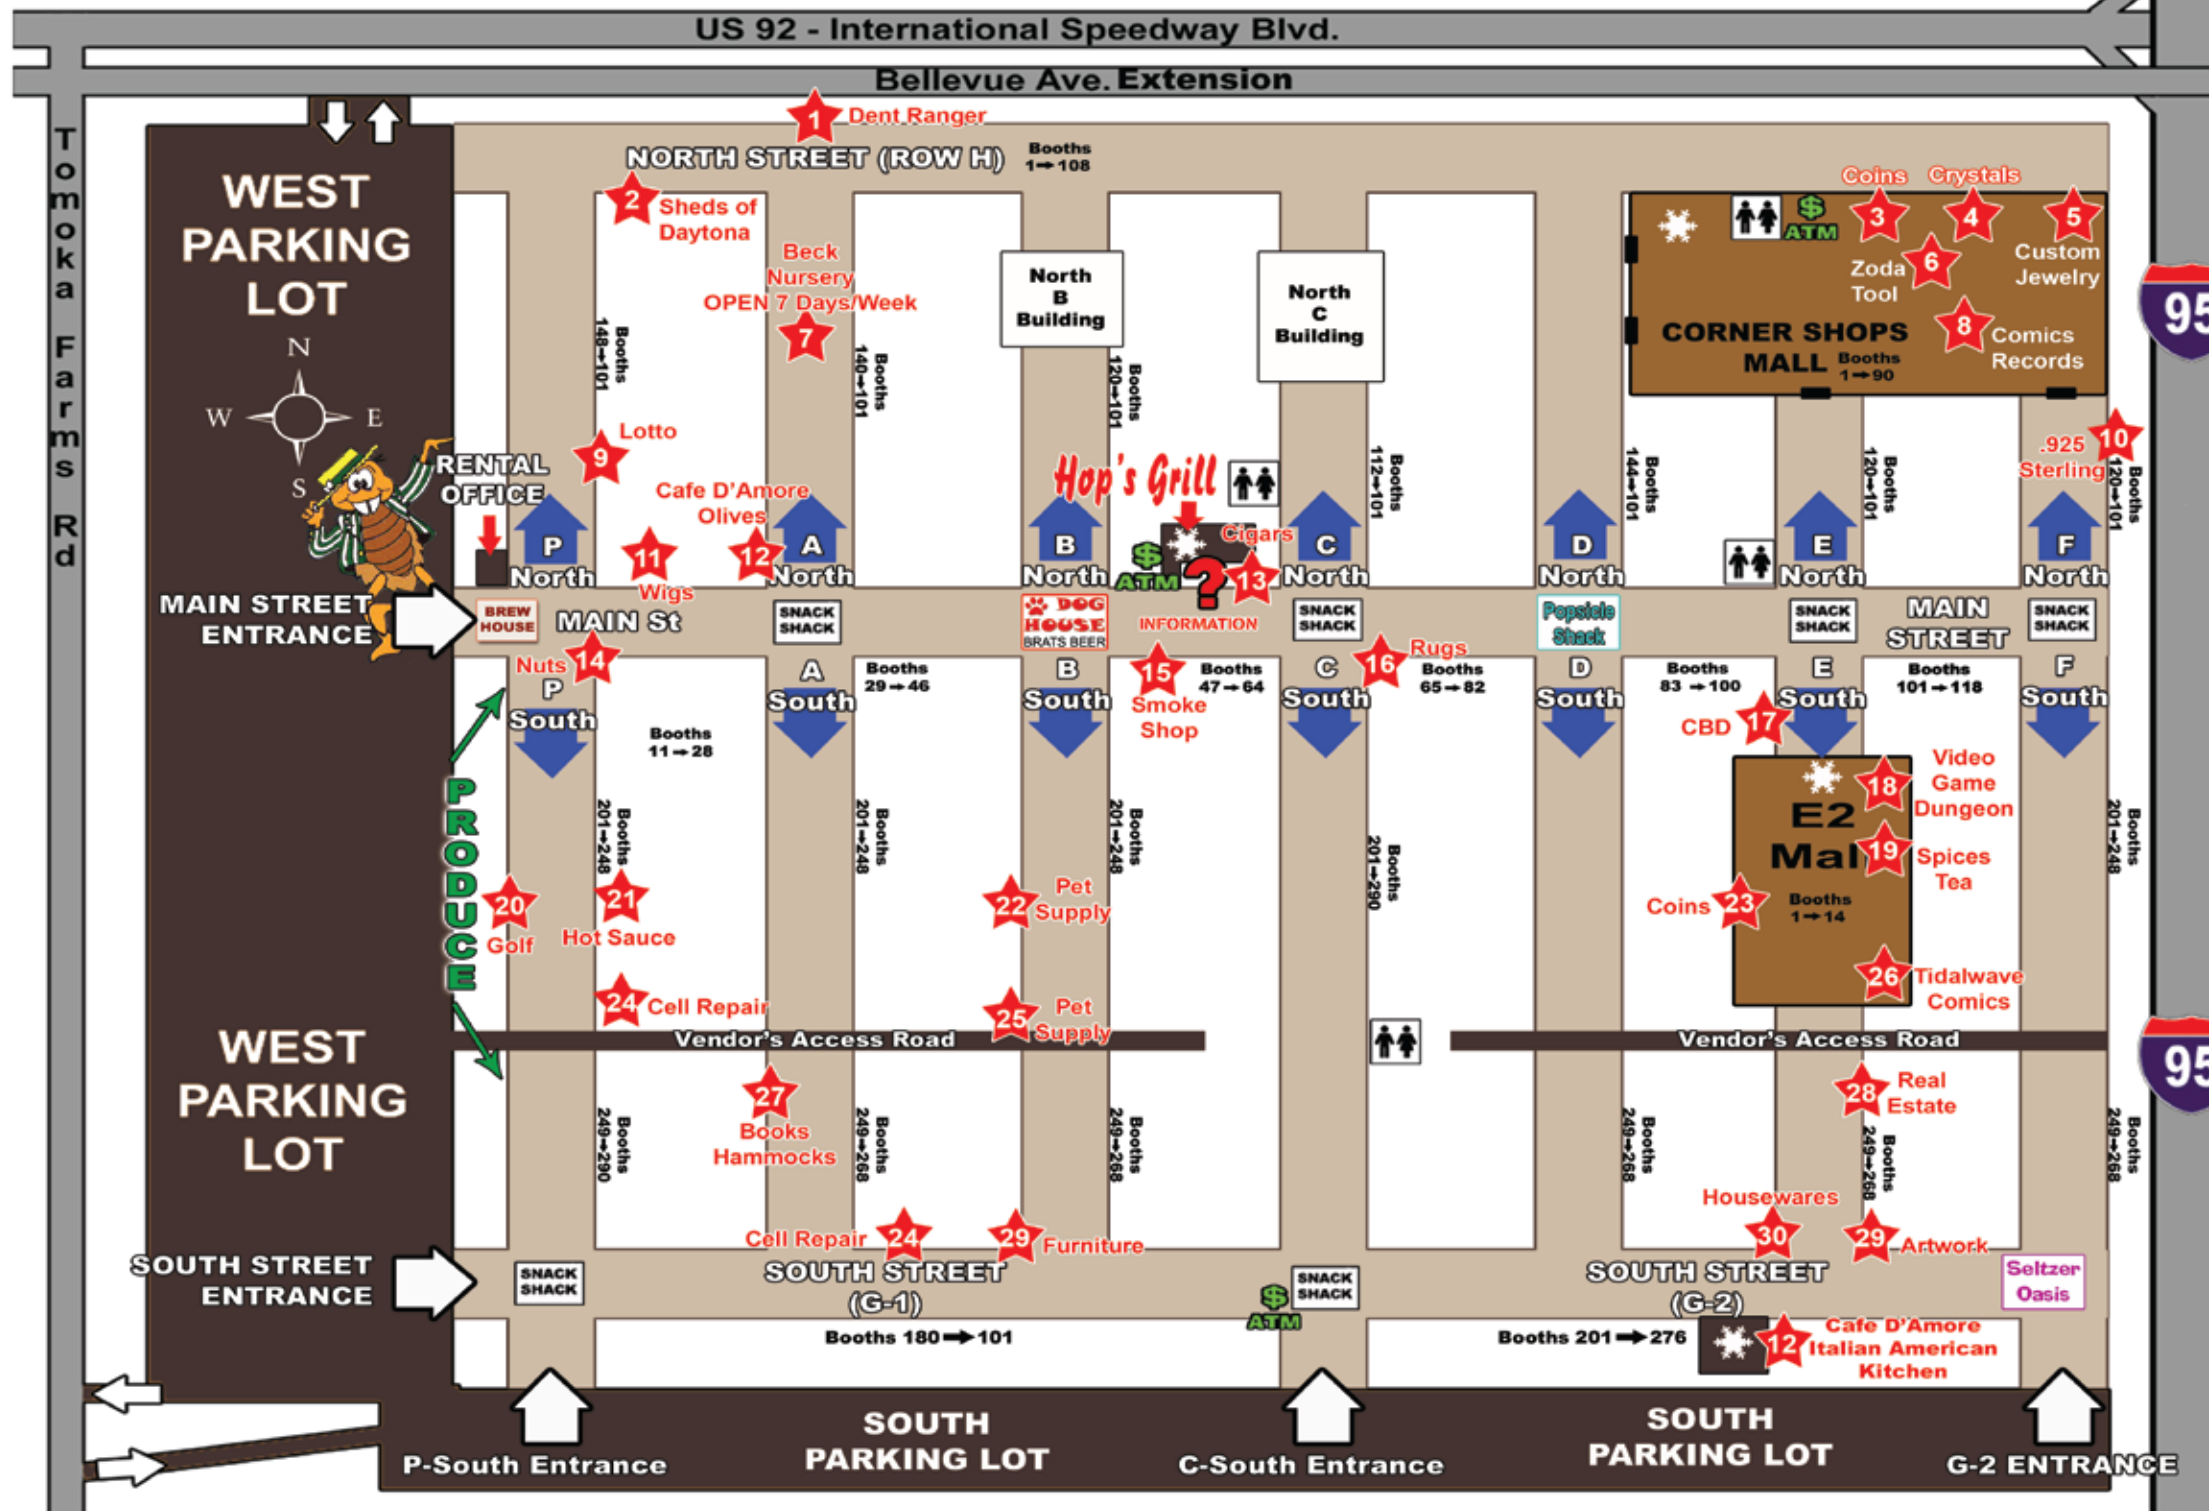 US 92 - International Speedway Blvd.
Bellevue Ave. Extension
Tomoka Farms Rd
1 Dent Ranger
NORTH STREET (ROW H)
Booths
1→108
WEST
PARKING
LOT
N
W E
S
2 Sheds of
Daytona
Beck
Nursery
OPEN 7 Days/Week
7
North
B
Building
North
C
Building
$
ATM
Coins
3
Crystals
4
5
Custom
Jewelry
Zoda
Tool
6
8
Comics
Records
CORNER SHOPS
MALL
Booths
1→90
95
Booths
148→101
Booths
140→101
Booths
120→101
Booths
112→101
Booths
144→101
Booths
120→101
Booths
120→101
.925
Sterling
10
9 Lotto
RENTAL
OFFICE
Cafe D'Amore
Olives
11
Wigs
12
Hop's Grill
Cigars
13
$
ATM
?
INFORMATION
P
North
A
North
B
North
C
North
D
North
E
North
F
North
MAIN STREET
ENTRANCE
BREW
HOUSE
MAIN St
SNACK
SHACK
DOG
HOUSE
BRATS BEER
SNACK
SHACK
Popsicle
Shack
SNACK
SHACK
MAIN
STREET
SNACK
SHACK
Nuts 14
P
South
A
South
B
South
C
South
D
South
E
South
F
South
Booths
11→28
Booths
29→46
15
Smoke
Shop
Booths
47→64
16 Rugs
Booths
65→82
Booths
83→100
Booths
101→118
CBD 17
PRODUCE
Booths
201→248
Booths
201→248
Booths
201→248
Booths
201→290
Booths
201→248
E2
Mall
Booths
1→14
18
Video
Game
Dungeon
19
Spices
Tea
Coins 23
26 Tidalwave
Comics
20
Golf
21
Hot Sauce
22 Pet
Supply
24 Cell Repair
25 Pet
Supply
Vendor's Access Road
Vendor's Access Road
95
WEST
PARKING
LOT
27
Books
Hammocks
28 Real
Estate
Booths
249→290
Booths
249→268
Booths
249→268
Booths
249→268
Booths
249→268
Booths
249→268
Cell Repair 24
29 Furniture
Housewares
30
29 Artwork
SOUTH STREET
ENTRANCE
SNACK
SHACK
SOUTH STREET
(G-1)
$
ATM
SNACK
SHACK
SOUTH STREET
(G-2)
Seltzer
Oasis
Booths 180→101
Booths 201→276
12 Cafe D'Amore
Italian American
Kitchen
P-South Entrance
SOUTH
PARKING LOT
C-South Entrance
SOUTH
PARKING LOT
G-2 ENTRANCE